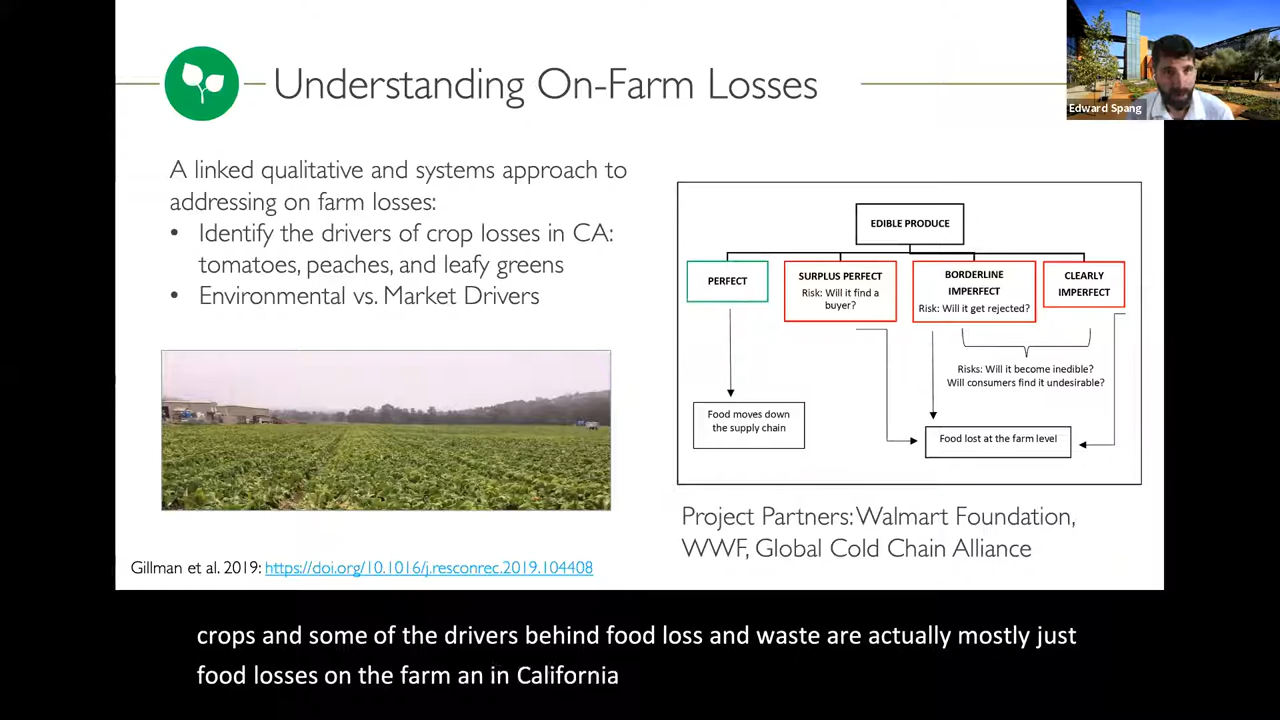 Understanding On-Farm Losses
Edward Spang
A linked qualitative and systems approach to
addressing on farm losses:
• Identify the drivers of crop losses in CA:
tomatoes, peaches, and leafy greens
• Environmental vs. Market Drivers
EDIBLE PRODUCE
PERFECT
SURPLUS PERFECT
Risk: Will it find a
buyer?
BORDERLINE
IMPERFECT
Risk: Will it get rejected?
CLEARLY
IMPERFECT
Risks: Will it become inedible?
Will consumers find it undesirable?
Food moves down
the supply chain
Food lost at the farm level
Project Partners: Walmart Foundation,
WWF, Global Cold Chain Alliance
Gillman et al. 2019: https://doi.org/10.1016/j.resconrec.2019.104408
crops and some of the drivers behind food loss and waste are actually mostly just
food losses on the farm an in California